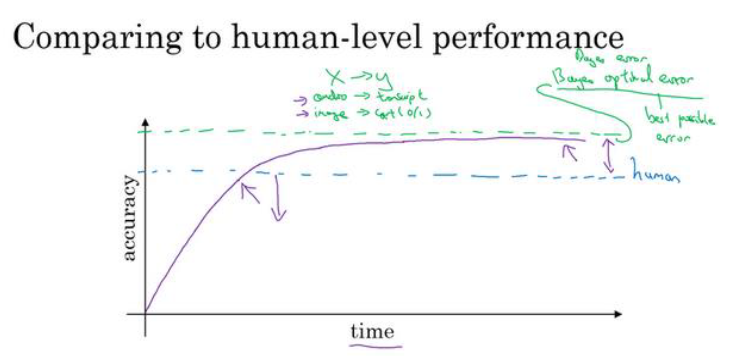 Comparing to human-level performance
Bayes error
Bayes optimal error
x → y
→ audio → transcript
→ image → cat (0/1)
best possible
error
human
accuracy
time